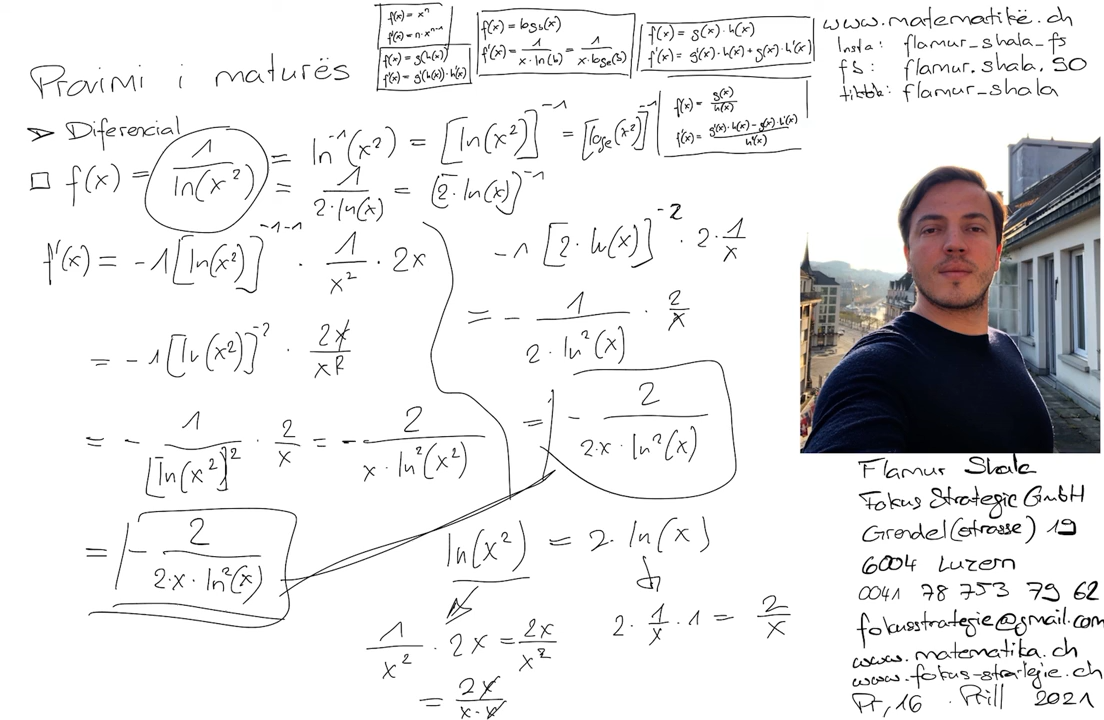 f(x) = xⁿ
f'(x) = n·xⁿ⁻¹
f(x) = g(h(x))
f'(x) = g'(h(x))·h'(x)
f(x) = log_b(x)
f'(x) = 1/(x·ln(b)) = 1/(x·log_e(b))
f(x) = g(x)·h(x)
f'(x) = g'(x)·h(x) + g(x)·h'(x)
f(x) = g(x)/h(x)
f'(x) = (g'(x)·h(x) − g(x)·h'(x))/h²(x)
www.matematikë.ch
Insta: flamur_shala_fs
fb: flamur.shala.90
tiktok: flamur_shala
Provimi i maturës
➤ Diferencial
□ f(x) = 1/ln(x²) = ln⁻¹(x²) = [ln(x²)]⁻¹ = [log_e(x²)]⁻¹
= 1/(2·ln(x)) = [2·ln(x)]⁻¹
f'(x) = −1[ln(x²)]⁻¹⁻¹ · 1/x² · 2x
= −1[ln(x²)]⁻² · 2x/x²
= − 1/[ln(x²)]² · 2/x = − 2/(x·ln²(x²))
= − 2/(2·x·ln²(x))
−1 [2·ln(x)]⁻² · 2 · 1/x
= − 1/(2·ln²(x)) · 2/x
= − 2/(2x·ln²(x))
ln(x²) = 2·ln(x)
1/x² · 2x = 2x/x²
= 2x/(x·x)
2 · 1/x · 1 = 2/x
Flamur Shala
Fokus Strategie GmbH
Grendel(strasse) 19
6004 Luzern
0041 78 753 79 62
fokusstrategie@gmail.com
www.matematika.ch
www.fokus-strategie.ch
Pr, 16. Prill 2021